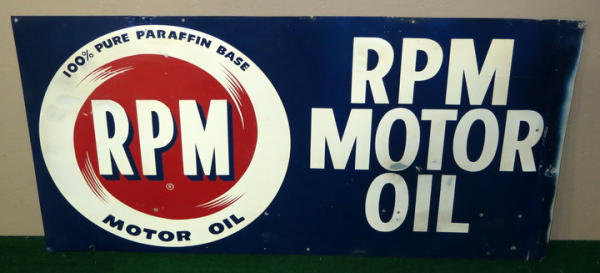 100% PURE PARAFFIN BASE
RPM
®
MOTOR OIL
RPM
MOTOR
OIL